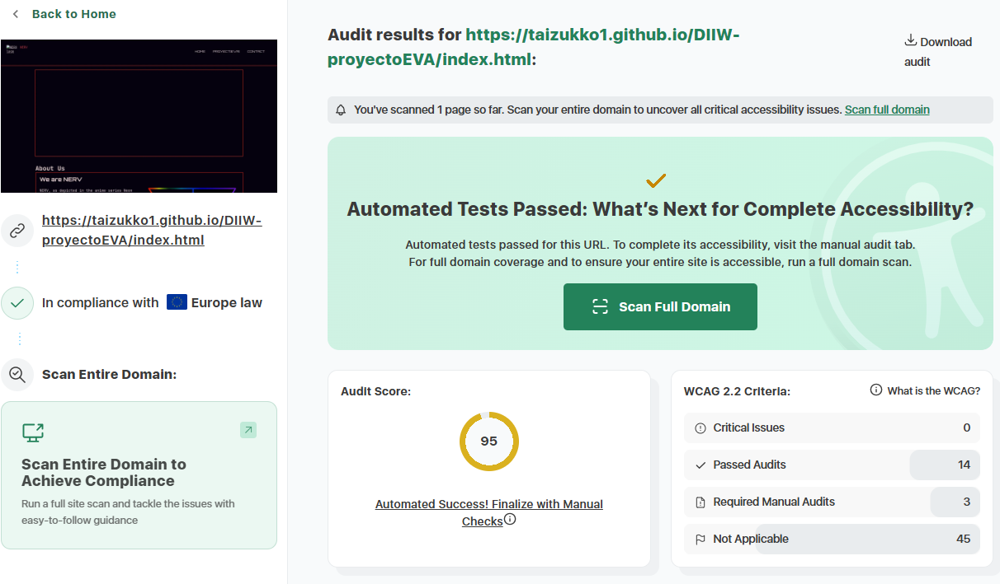 Back to Home
HOME
PROYECTO EVA
CONTACT
About Us
We are NERV
NERV, as depicted in the anime series Neon
https://taizukko1.github.io/DIIW-
proyectoEVA/index.html
In compliance with Europe law
Scan Entire Domain:
Scan Entire Domain to
Achieve Compliance
Run a full site scan and tackle the issues with
easy-to-follow guidance
Audit results for https://taizukko1.github.io/DIIW-
proyectoEVA/index.html:
Download
audit
You've scanned 1 page so far. Scan your entire domain to uncover all critical accessibility issues. Scan full domain
Automated Tests Passed: What's Next for Complete Accessibility?
Automated tests passed for this URL. To complete its accessibility, visit the manual audit tab.
For full domain coverage and to ensure your entire site is accessible, run a full domain scan.
Scan Full Domain
Audit Score:
95
Automated Success! Finalize with Manual
Checks
WCAG 2.2 Criteria:
What is the WCAG?
Critical Issues 0
Passed Audits 14
Required Manual Audits 3
Not Applicable 45